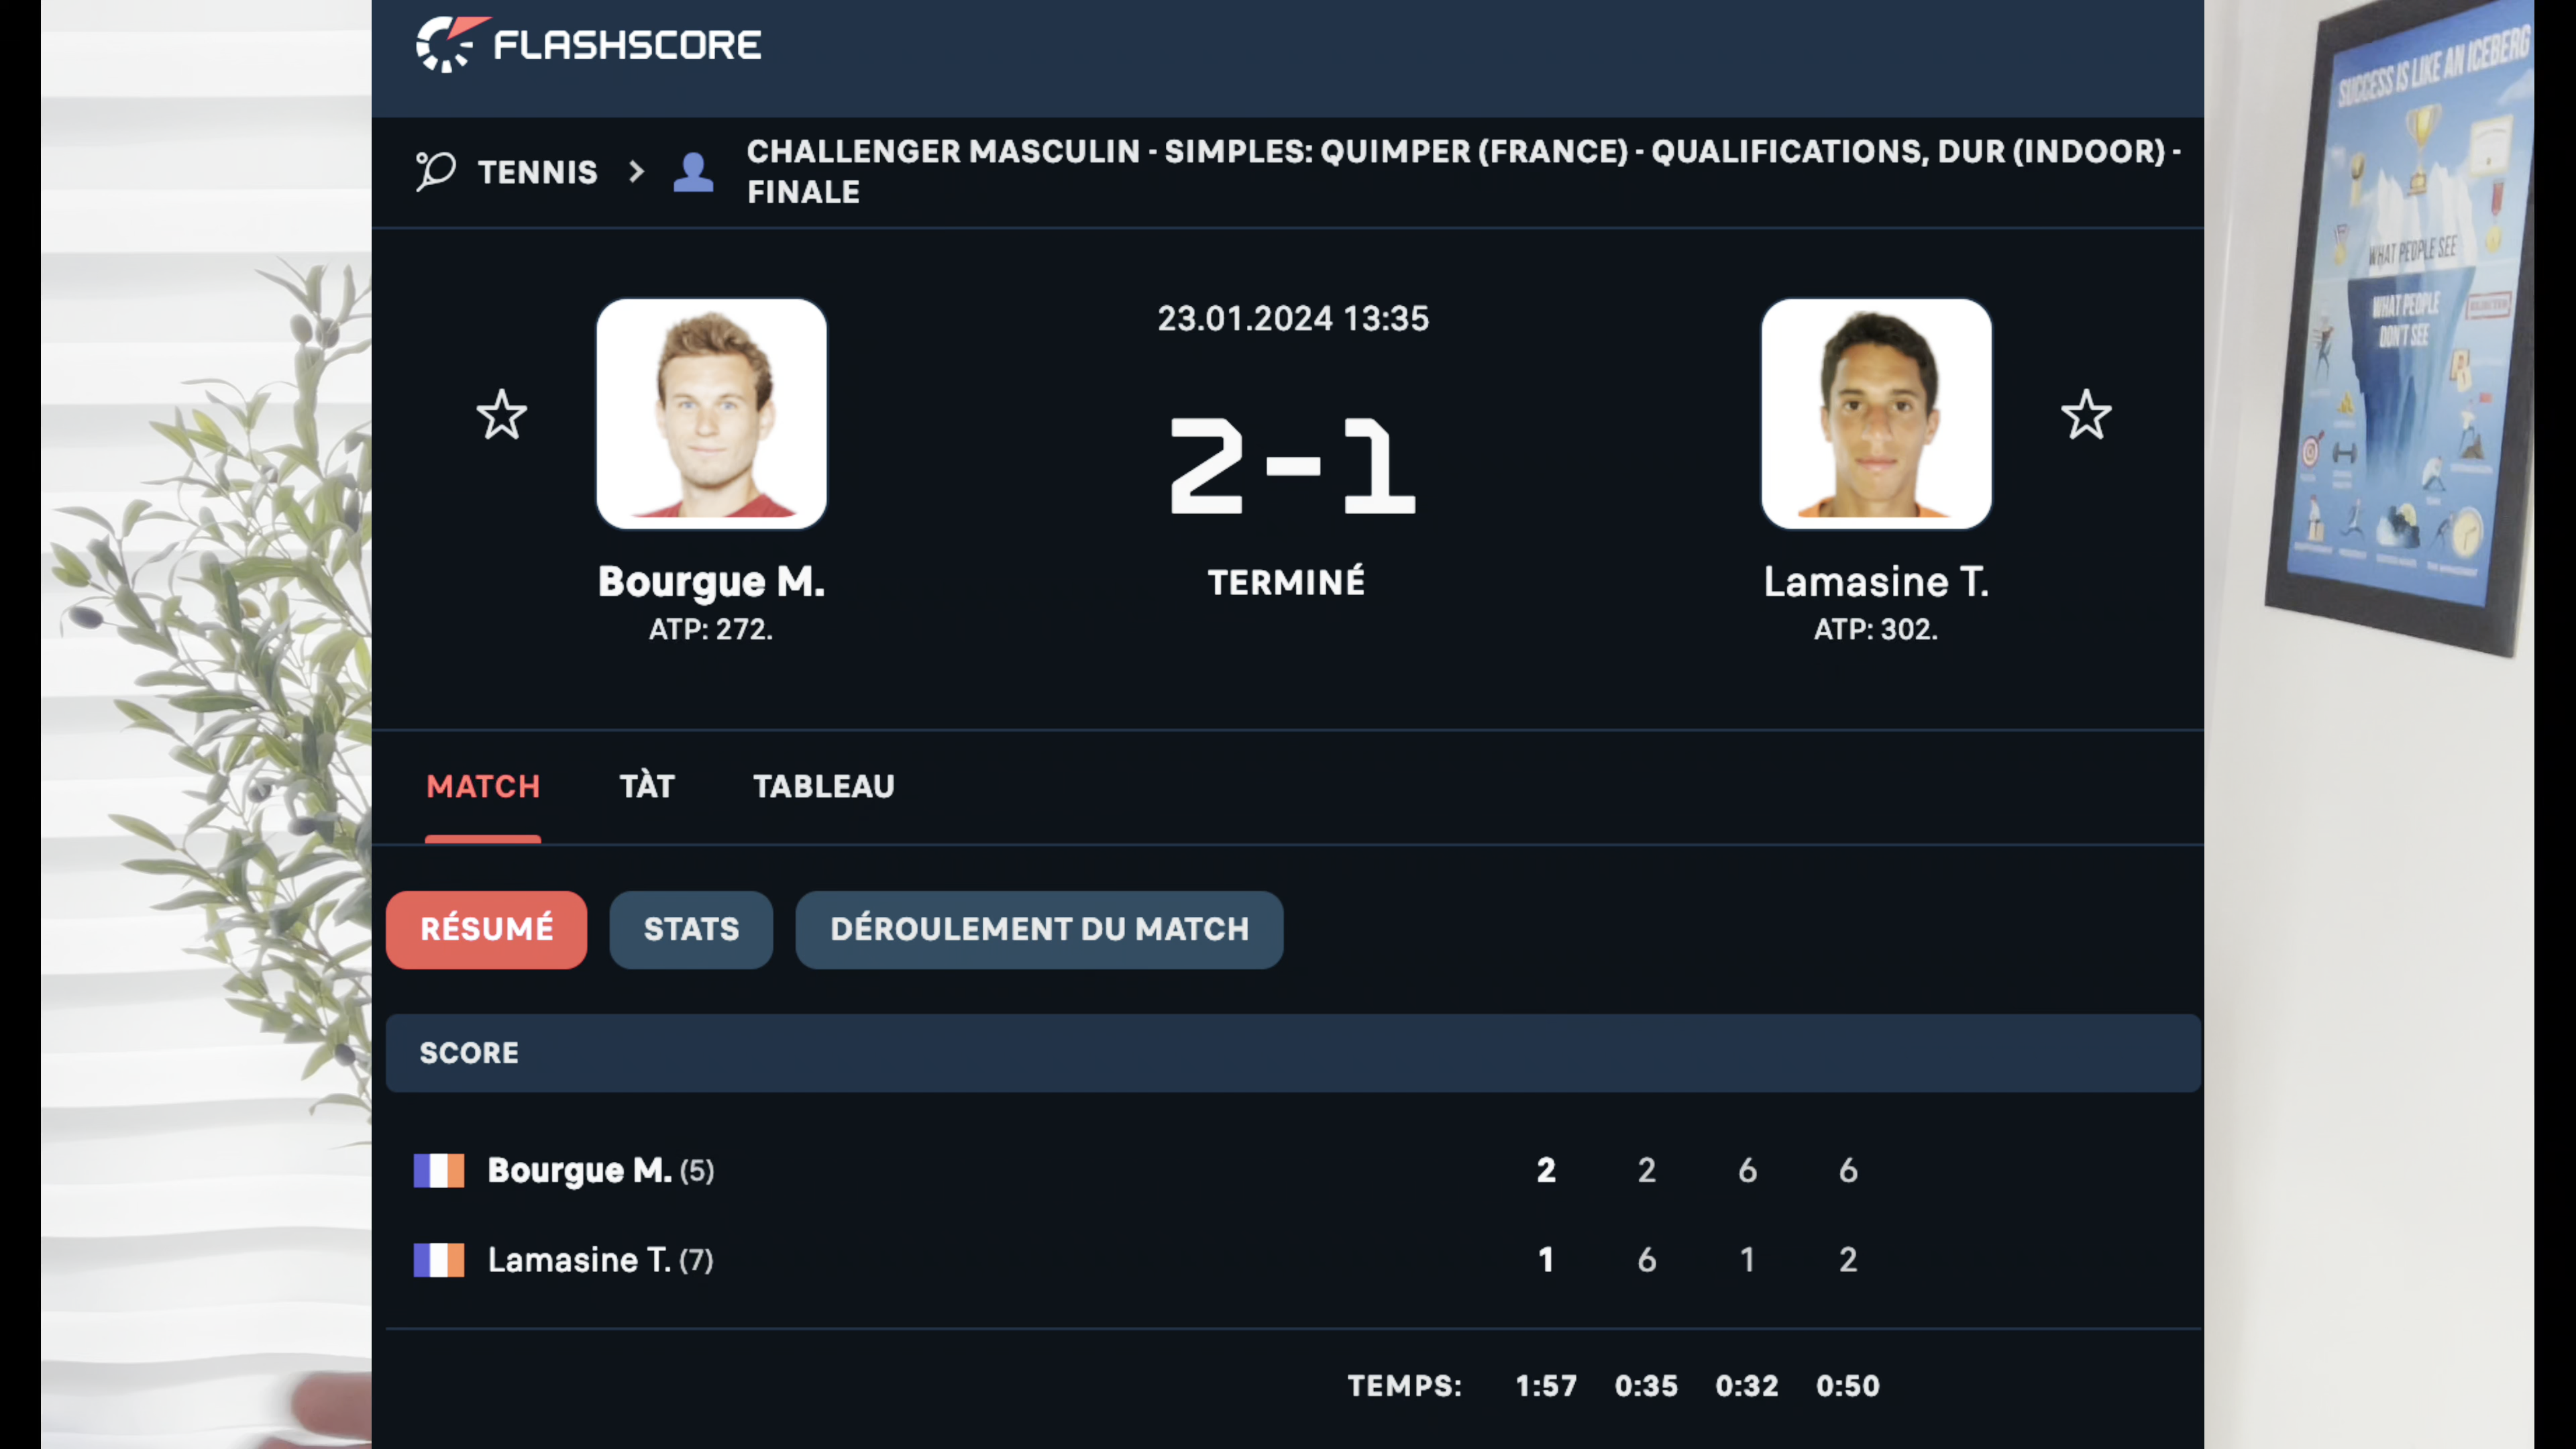 FLASHSCORE
TENNIS
CHALLENGER MASCULIN - SIMPLES: QUIMPER (FRANCE) - QUALIFICATIONS, DUR (INDOOR) -
FINALE
23.01.2024 13:35
2-1
TERMINÉ
Bourgue M.
ATP: 272.
Lamasine T.
ATP: 302.
MATCH TÀT TABLEAU
RÉSUMÉ STATS DÉROULEMENT DU MATCH
SCORE
Bourgue M. (5) 2 2 6 6
Lamasine T. (7) 1 6 1 2
TEMPS: 1:57 0:35 0:32 0:50
SUCCESS IS LIKE AN ICEBERG
WHAT PEOPLE SEE
WHAT PEOPLE
DON'T SEE